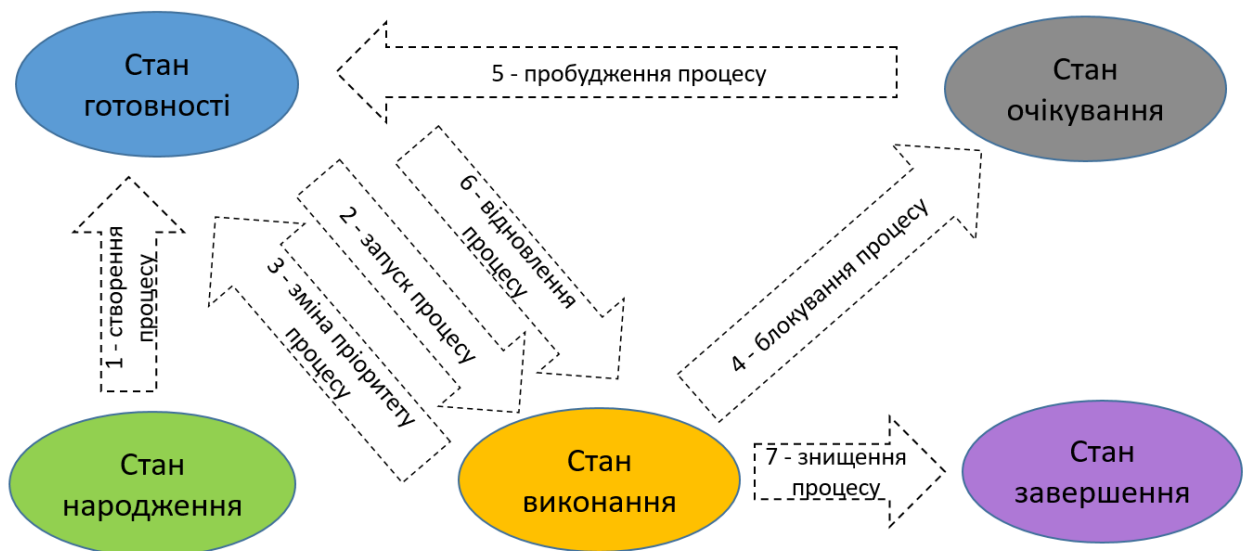 Стан
готовності
5 - пробудження процесу
Стан
очікування
1 - створення
процесу
3 - зміна пріоритету
процесу
2 - запуск процесу
6 - відновлення
процесу
4 - блокування процесу
Стан
народження
Стан
виконання
7 - знищення
процесу
Стан
завершення